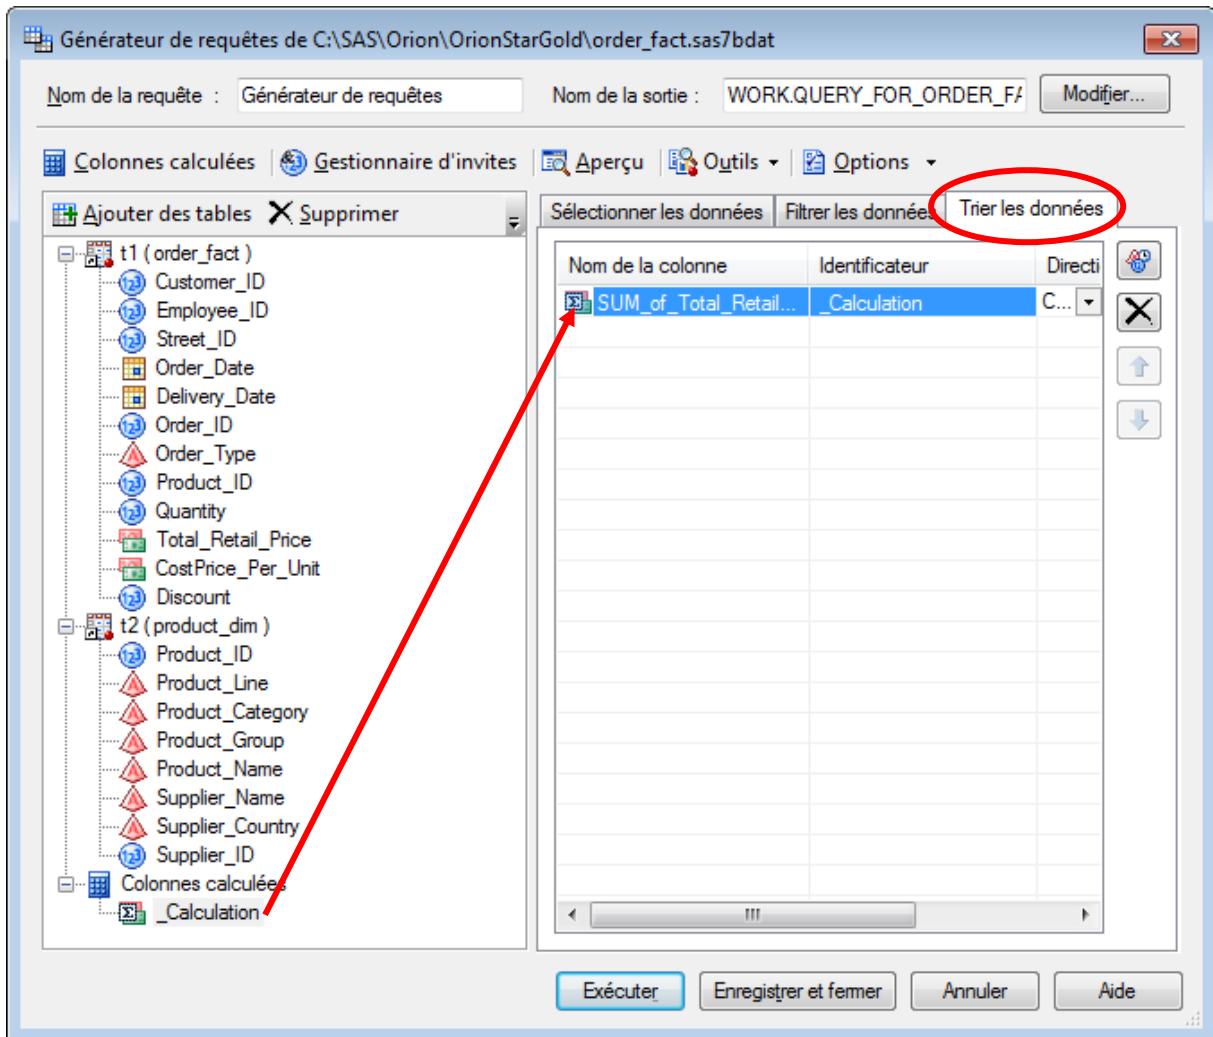 Générateur de requêtes de C:\SAS\Orion\OrionStarGold\order_fact.sas7bdat
Nom de la requête : Générateur de requêtes Nom de la sortie : WORK.QUERY_FOR_ORDER_FA Modifier...
Colonnes calculées Gestionnaire d'invites Aperçu Outils Options
Ajouter des tables Supprimer
Sélectionner les données Filtrer les données Trier les données
t1 ( order_fact )
Customer_ID
Employee_ID
Street_ID
Order_Date
Delivery_Date
Order_ID
Order_Type
Product_ID
Quantity
Total_Retail_Price
CostPrice_Per_Unit
Discount
t2 ( product_dim )
Product_ID
Product_Line
Product_Category
Product_Group
Product_Name
Supplier_Name
Supplier_Country
Supplier_ID
Colonnes calculées
_Calculation
Nom de la colonne Identificateur Directi
SUM_of_Total_Retail... _Calculation C...
Exécuter Enregistrer et fermer Annuler Aide